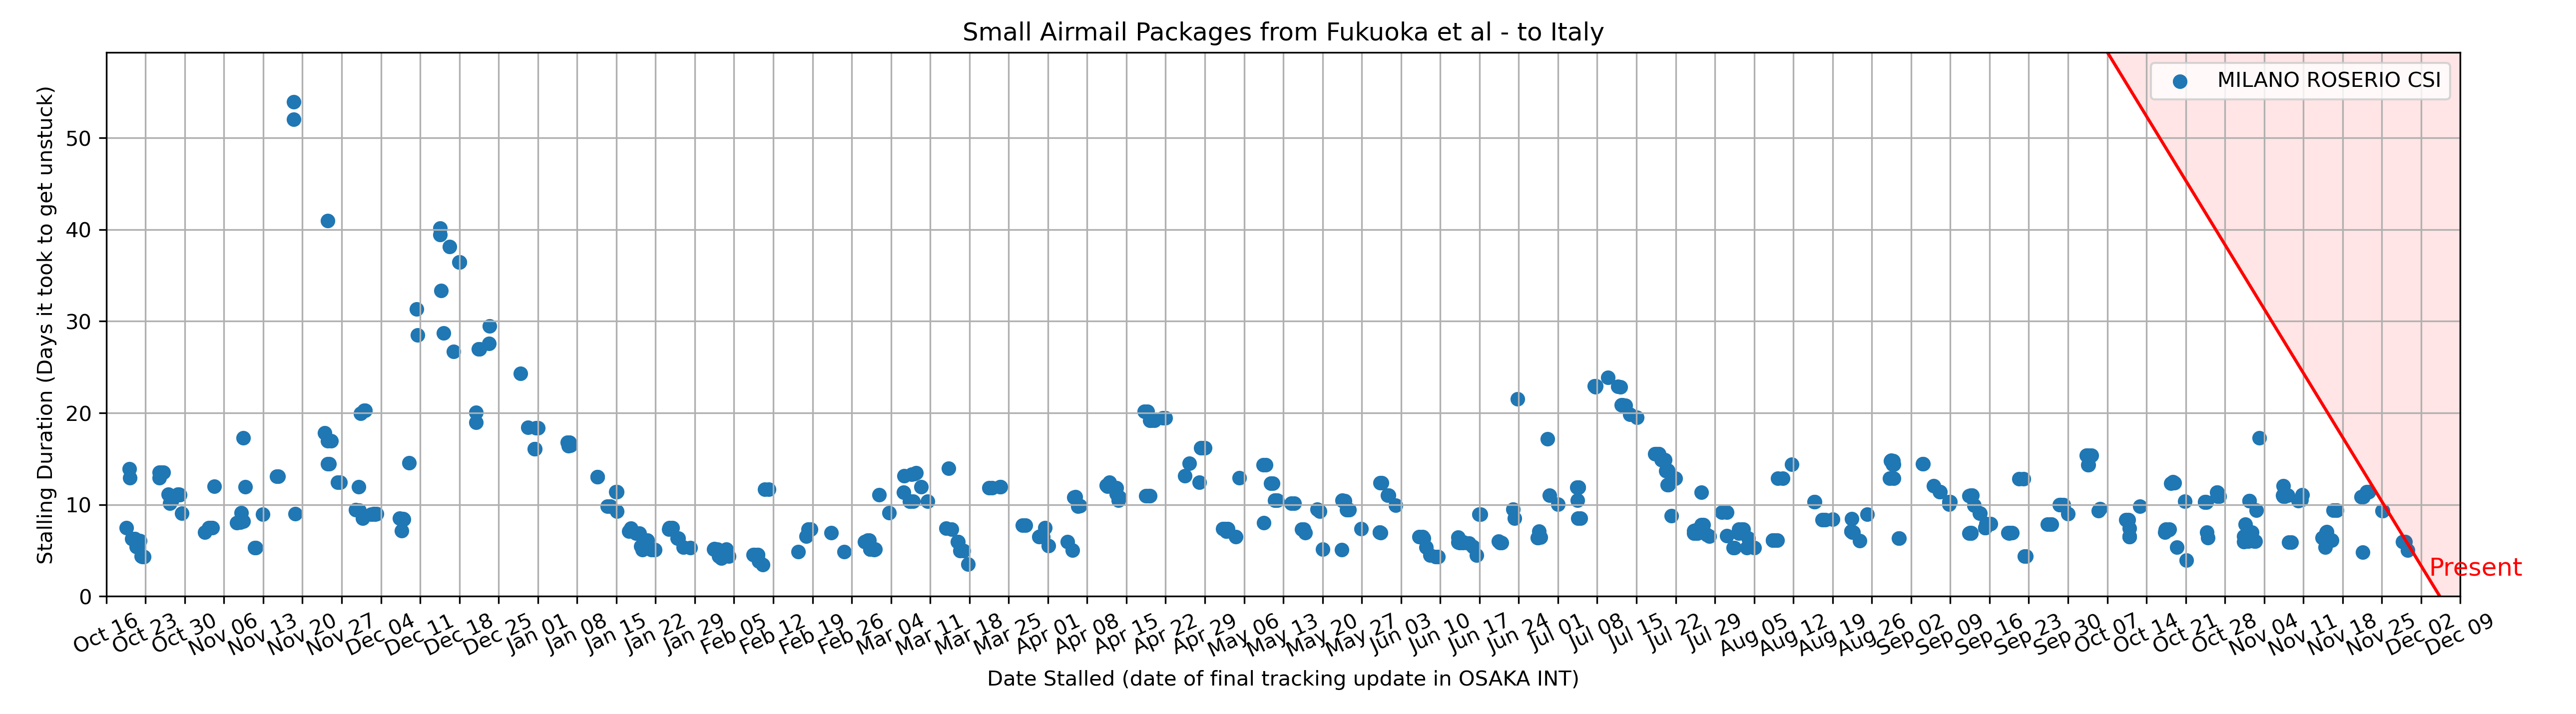 Small Airmail Packages from Fukuoka et al - to Italy
MILANO ROSERIO CSI
Stalling Duration (Days it took to get unstuck)
50
40
30
20
10
0
Present
Oct 16
Oct 23
Oct 30
Nov 06
Nov 13
Nov 20
Nov 27
Dec 04
Dec 11
Dec 18
Dec 25
Jan 01
Jan 08
Jan 15
Jan 22
Jan 29
Feb 05
Feb 12
Feb 19
Feb 26
Mar 04
Mar 11
Mar 18
Mar 25
Apr 01
Apr 08
Apr 15
Apr 22
Apr 29
May 06
May 13
May 20
May 27
Jun 03
Jun 10
Jun 17
Jun 24
Jul 01
Jul 08
Jul 15
Jul 22
Jul 29
Aug 05
Aug 12
Aug 19
Aug 26
Sep 02
Sep 09
Sep 16
Sep 23
Sep 30
Oct 07
Oct 14
Oct 21
Oct 28
Nov 04
Nov 11
Nov 18
Nov 25
Dec 02
Dec 09
Date Stalled (date of final tracking update in OSAKA INT)